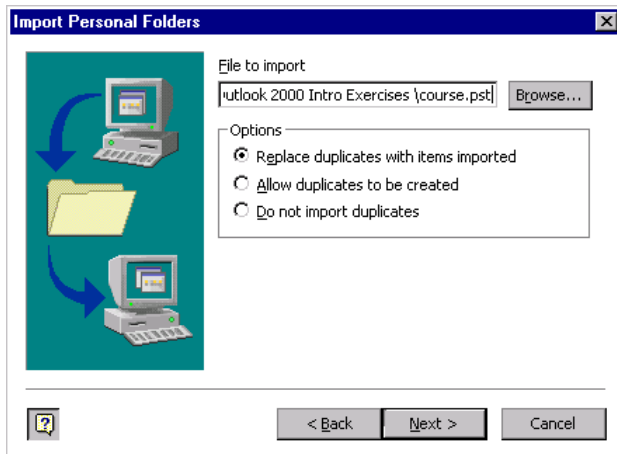 Import Personal Folders
File to import
utlook 2000 Intro Exercises \course.pst
Browse...
Options
Replace duplicates with items imported
Allow duplicates to be created
Do not import duplicates
?
< Back
Next >
Cancel